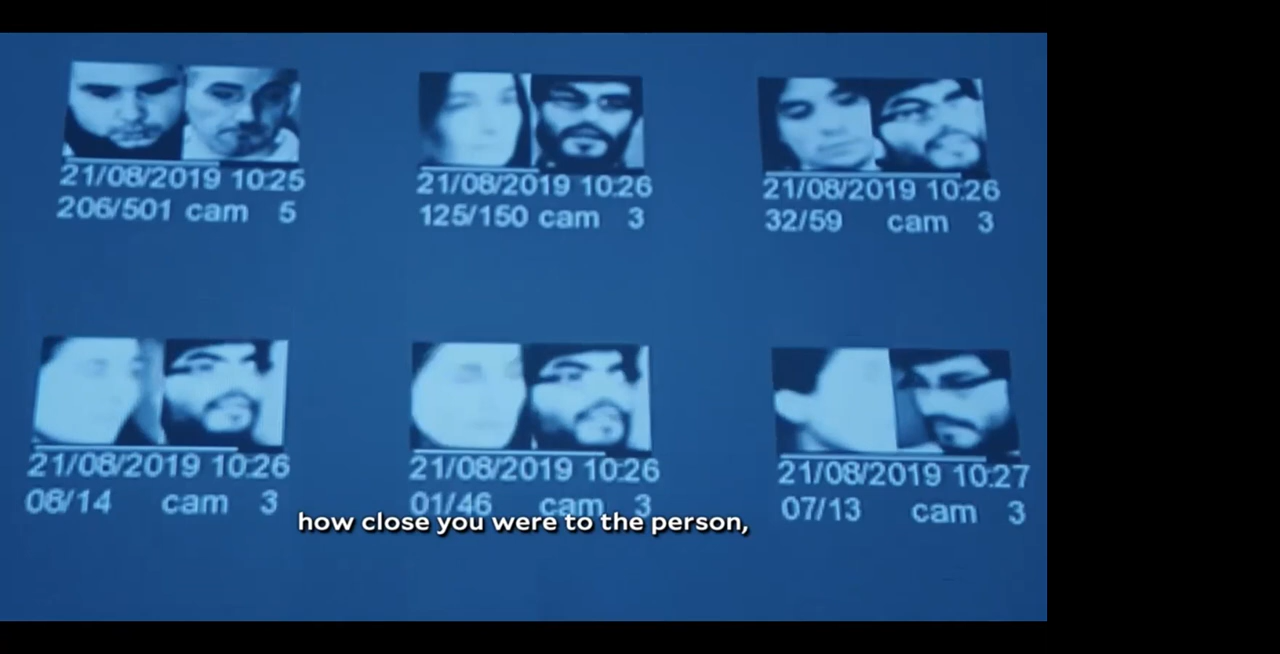 21/08/2019 10:25
206/501 cam 5
21/08/2019 10:26
125/150 cam 3
21/08/2019 10:26
32/59 cam 3
21/08/2019 10:26
06/14 cam 3
21/08/2019 10:26
01/46 cam 3
21/08/2019 10:27
07/13 cam 3
how close you were to the person,